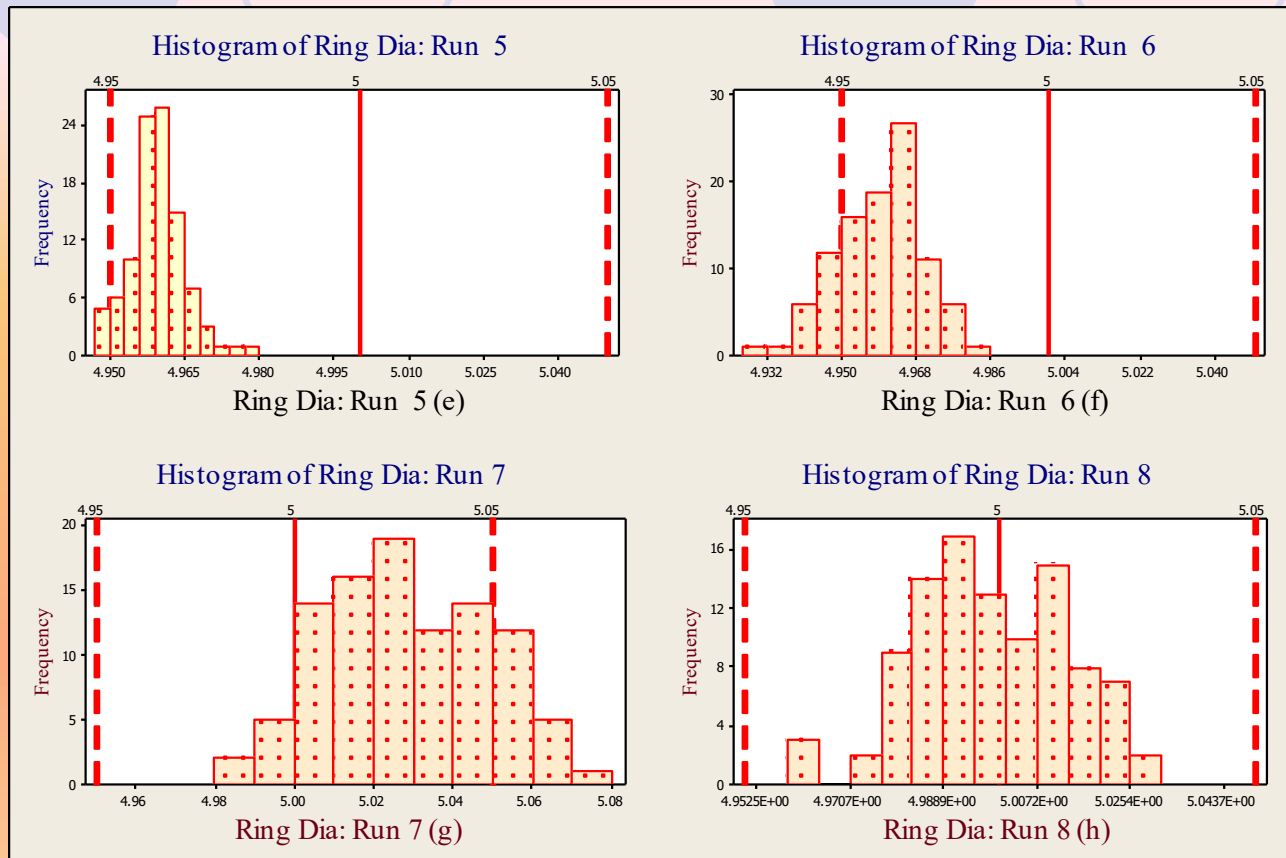 Histogram of Ring Dia: Run 5
4.95 5 5.05
Frequency
24
18
12
6
0
4.950 4.965 4.980 4.995 5.010 5.025 5.040
Ring Dia: Run 5 (e)
Histogram of Ring Dia: Run 6
4.95 5 5.05
Frequency
30
20
10
0
4.932 4.950 4.968 4.986 5.004 5.022 5.040
Ring Dia: Run 6 (f)
Histogram of Ring Dia: Run 7
4.95 5 5.05
Frequency
20
15
10
5
0
4.96 4.98 5.00 5.02 5.04 5.06 5.08
Ring Dia: Run 7 (g)
Histogram of Ring Dia: Run 8
4.95 5 5.05
Frequency
16
12
8
4
0
4.9525E+00 4.9707E+00 4.9889E+00 5.0072E+00 5.0254E+00 5.0437E+00
Ring Dia: Run 8 (h)